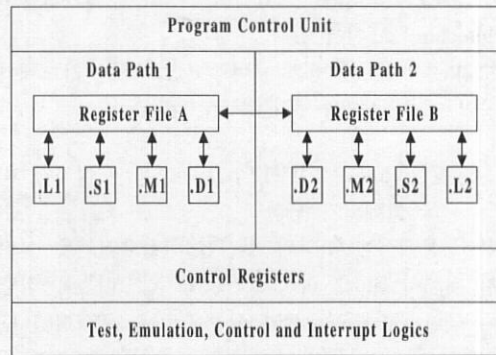 Program Control Unit
Data Path 1
Data Path 2
Register File A
Register File B
.L1 .S1 .M1 .D1
.D2 .M2 .S2 .L2
Control Registers
Test, Emulation, Control and Interrupt Logics